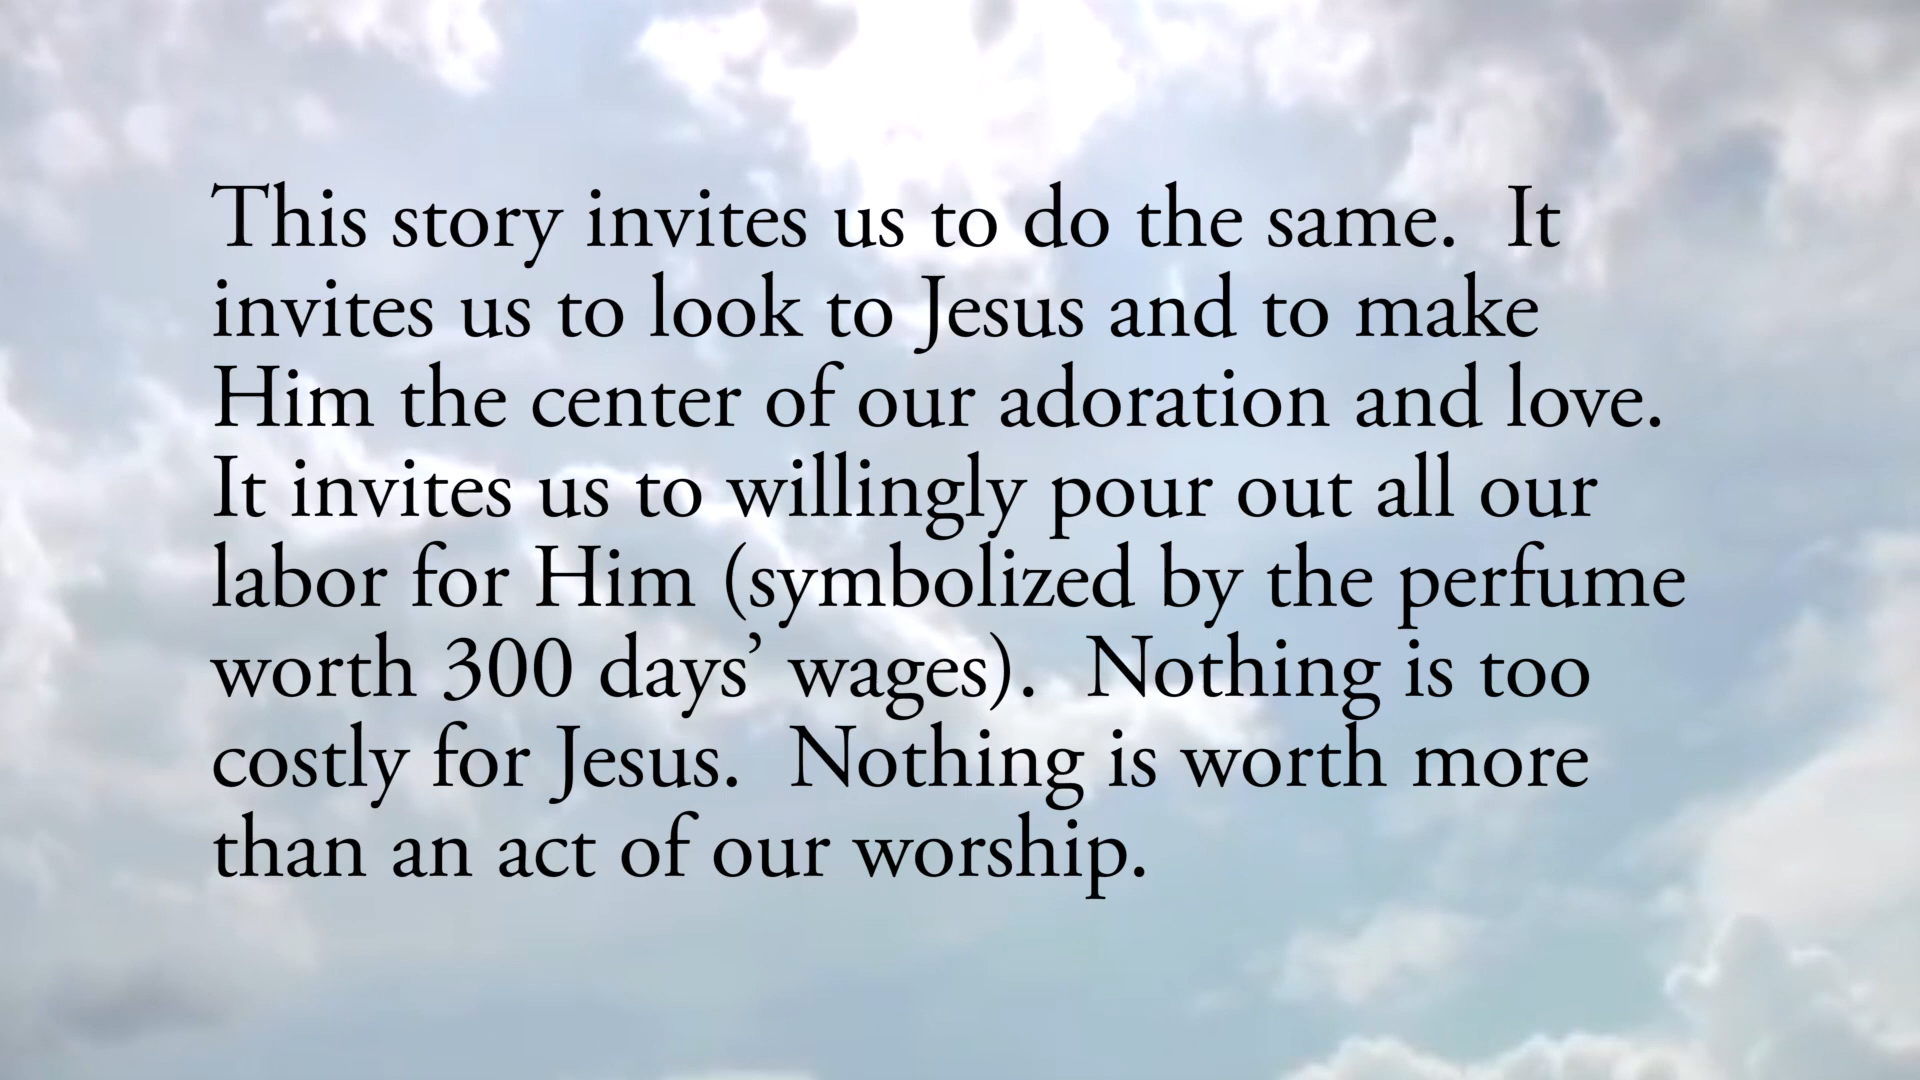 This story invites us to do the same.  It
invites us to look to Jesus and to make
Him the center of our adoration and love.
It invites us to willingly pour out all our
labor for Him (symbolized by the perfume
worth 300 days’ wages).  Nothing is too
costly for Jesus.  Nothing is worth more
than an act of our worship.